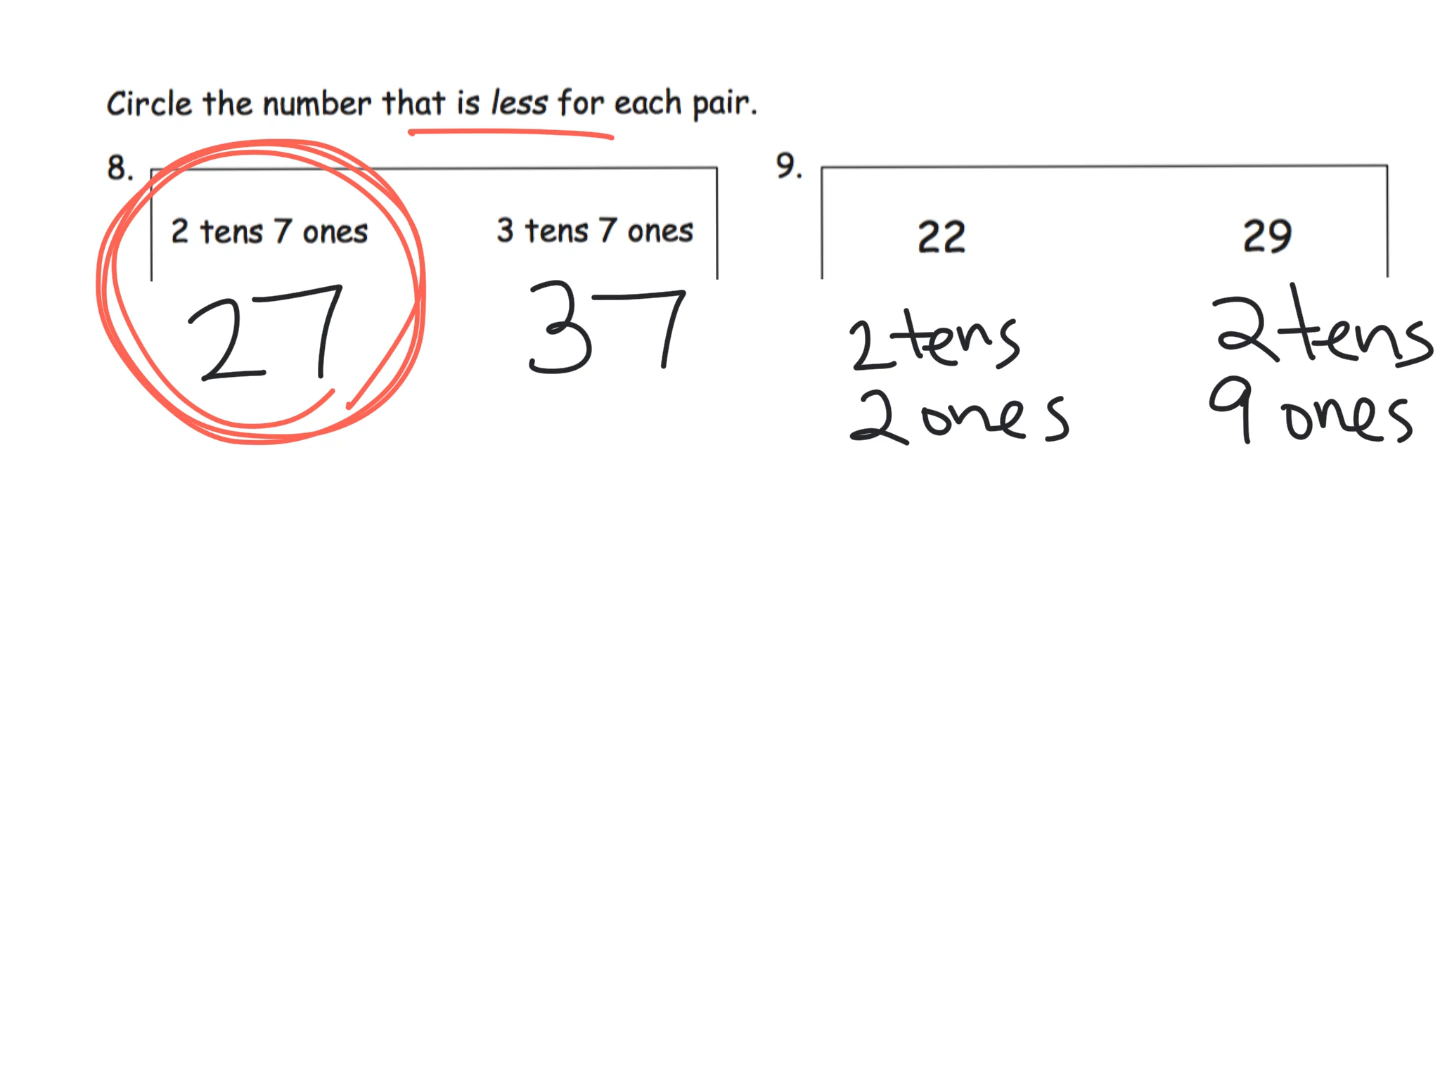 Circle the number that is less for each pair.
8.
2 tens 7 ones 3 tens 7 ones
27 37
9.
22 29
2 tens 2 tens
2 ones 9 ones